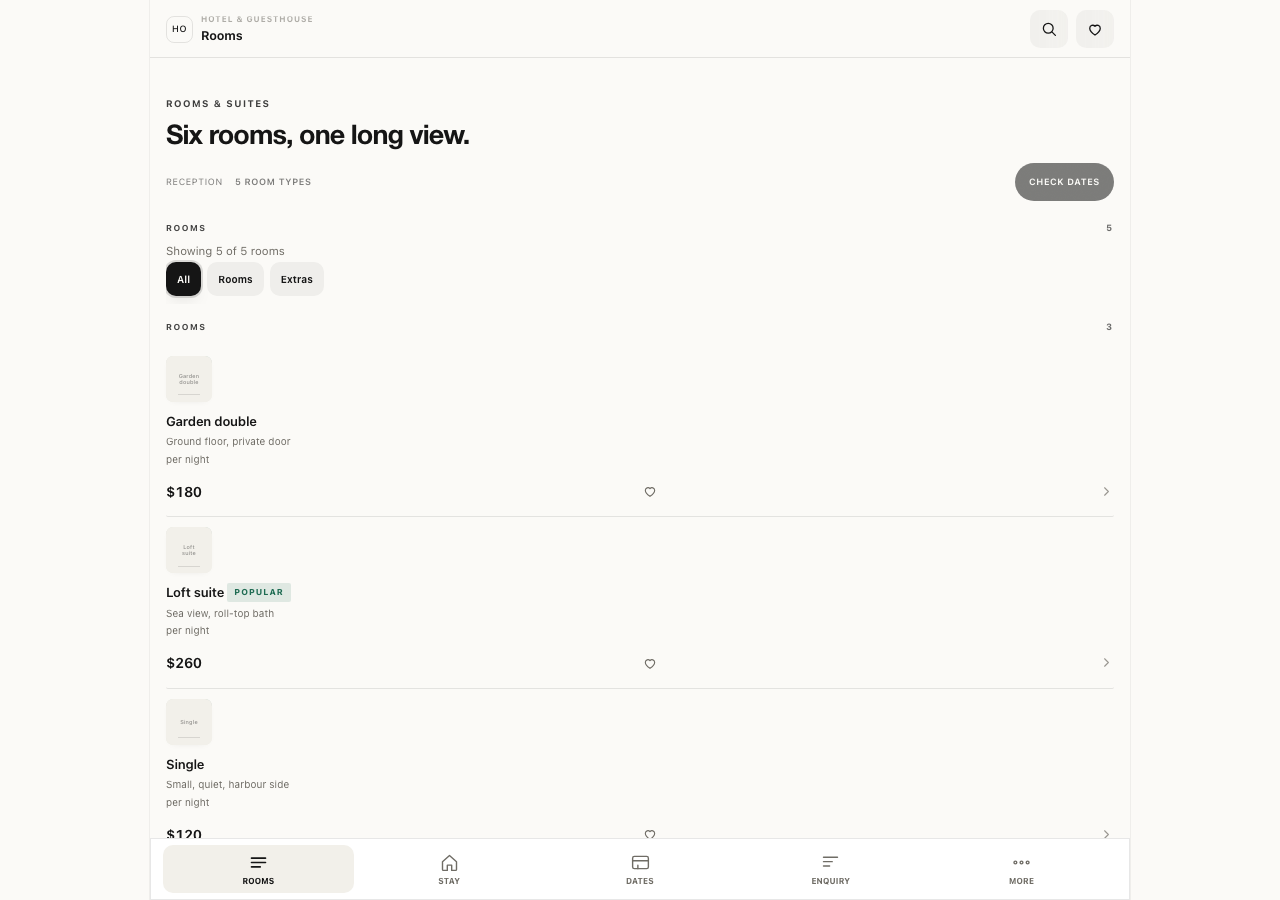 HO
HOTEL & GUESTHOUSE
Rooms
ROOMS & SUITES
Six rooms, one long view.
RECEPTION 5 ROOM TYPES
CHECK DATES
ROOMS 5
Showing 5 of 5 rooms
All Rooms Extras
ROOMS 3
Garden
double
Garden double
Ground floor, private door
per night
$180
Loft
suite
Loft suite POPULAR
Sea view, roll-top bath
per night
$260
Single
Single
Small, quiet, harbour side
per night
$120
ROOMS STAY DATES ENQUIRY MORE